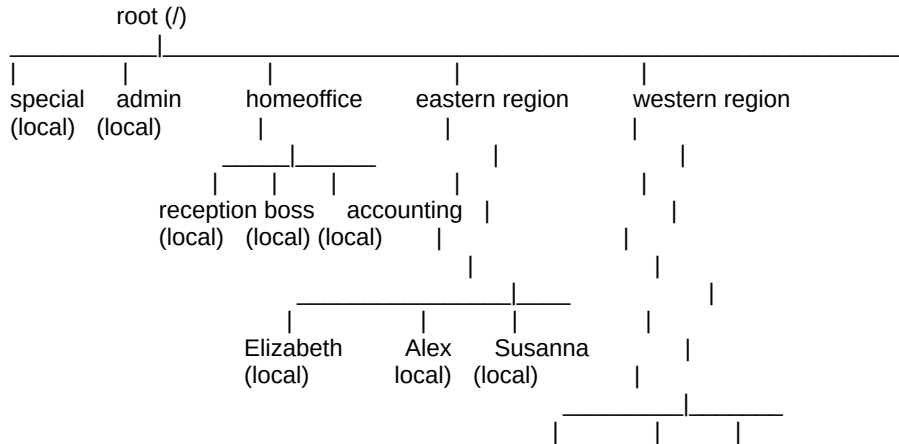 root (/)
special admin homeoffice eastern region western region
(local) (local)
reception boss accounting
(local) (local) (local)
Elizabeth Alex Susanna
(local) local) (local)